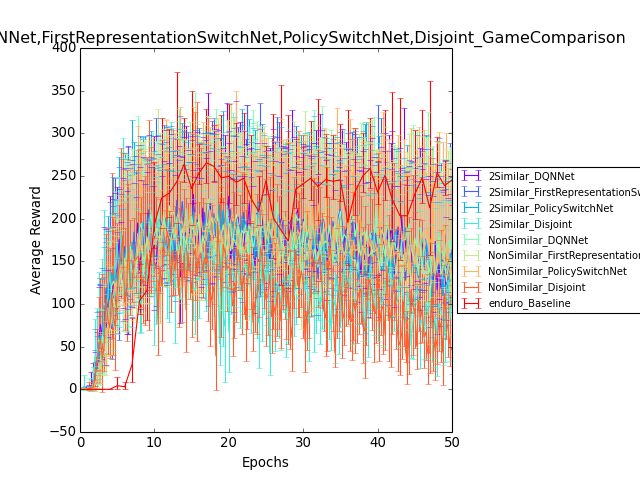 NNet,FirstRepresentationSwitchNet,PolicySwitchNet,Disjoint_GameComparison
400
350
300
250
200
150
100
50
0
−50
Average Reward
0 10 20 30 40 50
Epochs
2Similar_DQNNet
2Similar_FirstRepresentationSw
2Similar_PolicySwitchNet
2Similar_Disjoint
NonSimilar_DQNNet
NonSimilar_FirstRepresentation
NonSimilar_PolicySwitchNet
NonSimilar_Disjoint
enduro_Baseline